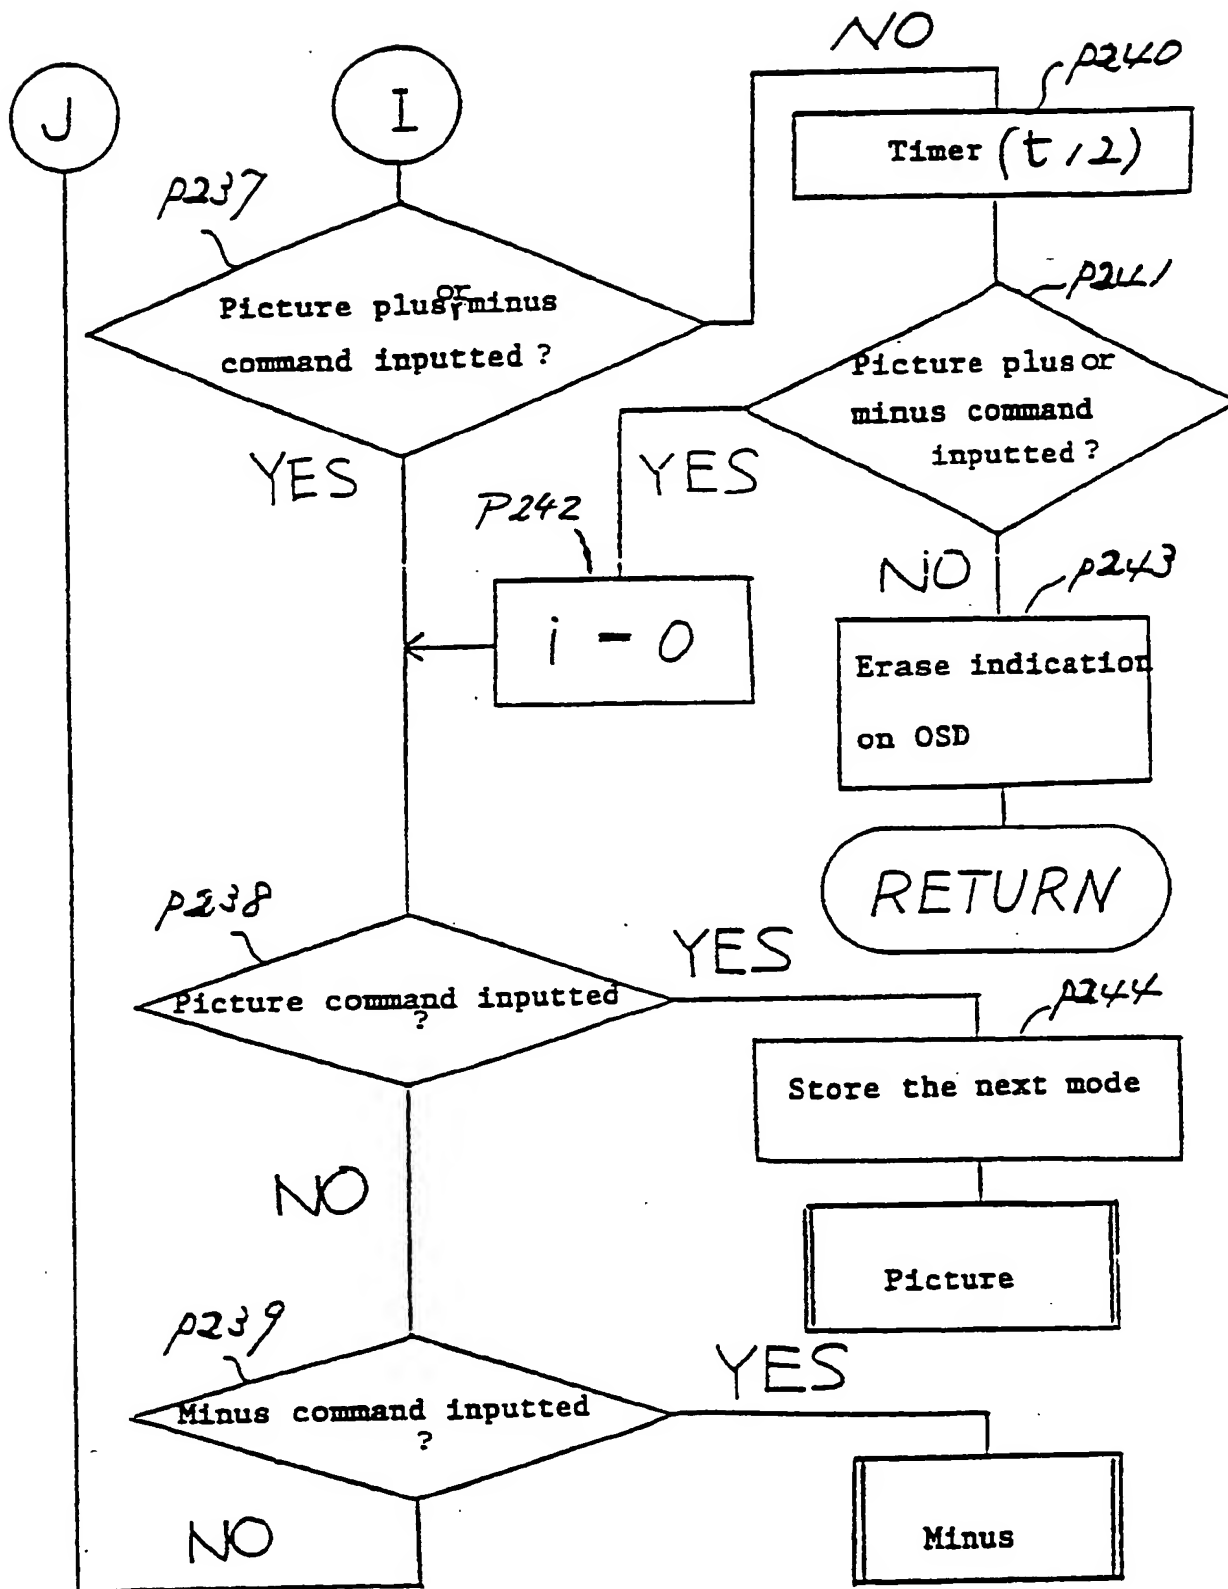 NO
J
I
P240
Timer (t, 2)
P237
Picture plus or minus
command inputted ?
P241
Picture plus or
minus command
inputted ?
YES
YES
P242
i - 0
NO
P243
Erase indication
on OSD
RETURN
P238
Picture command inputted
?
YES
P244
Store the next mode
NO
Picture
P239
Minus command inputted
?
YES
NO
Minus